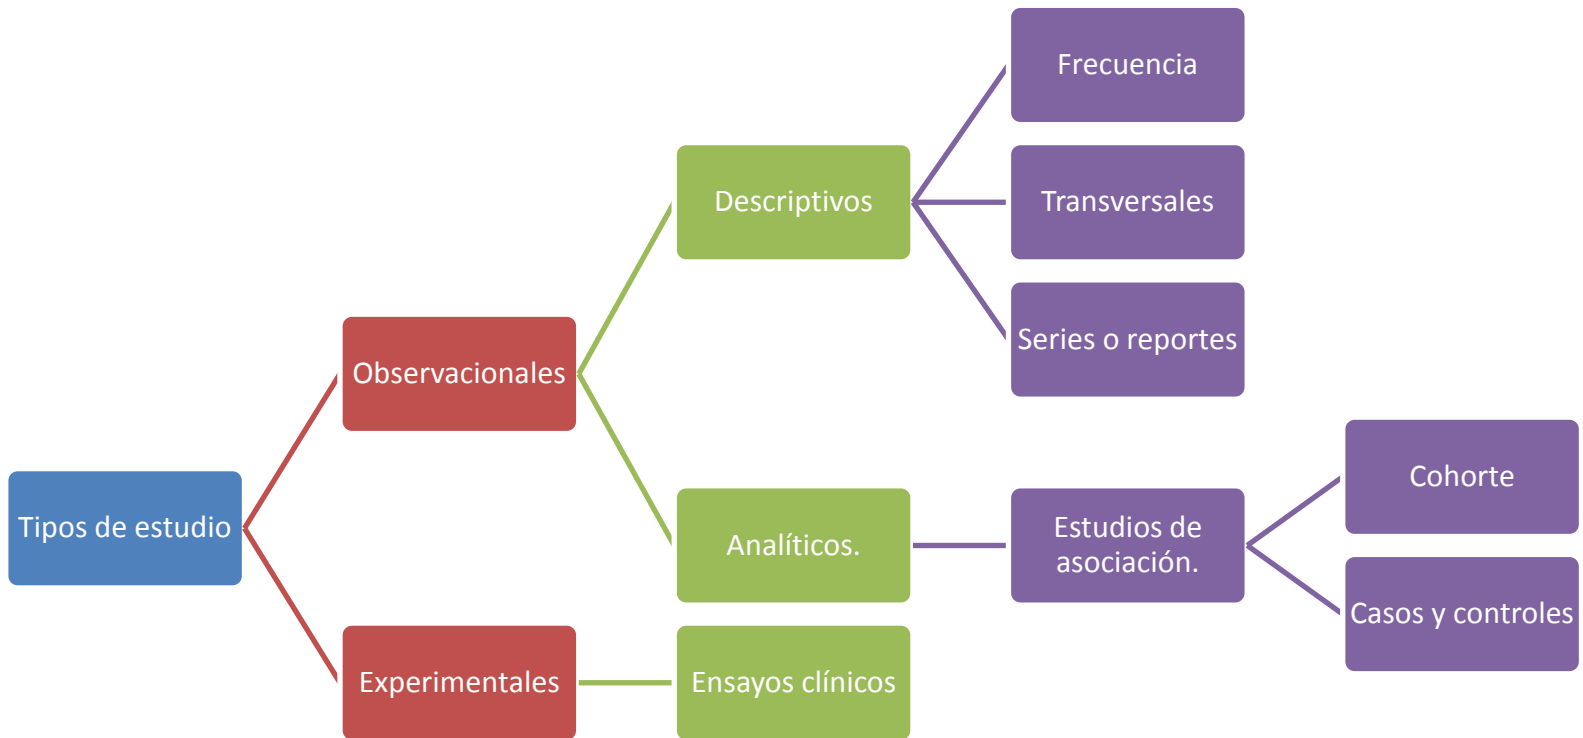 Tipos de estudio
Observacionales
Descriptivos
Frecuencia
Transversales
Series o reportes
Analíticos.
Estudios de
asociación.
Cohorte
Casos y controles
Experimentales
Ensayos clínicos